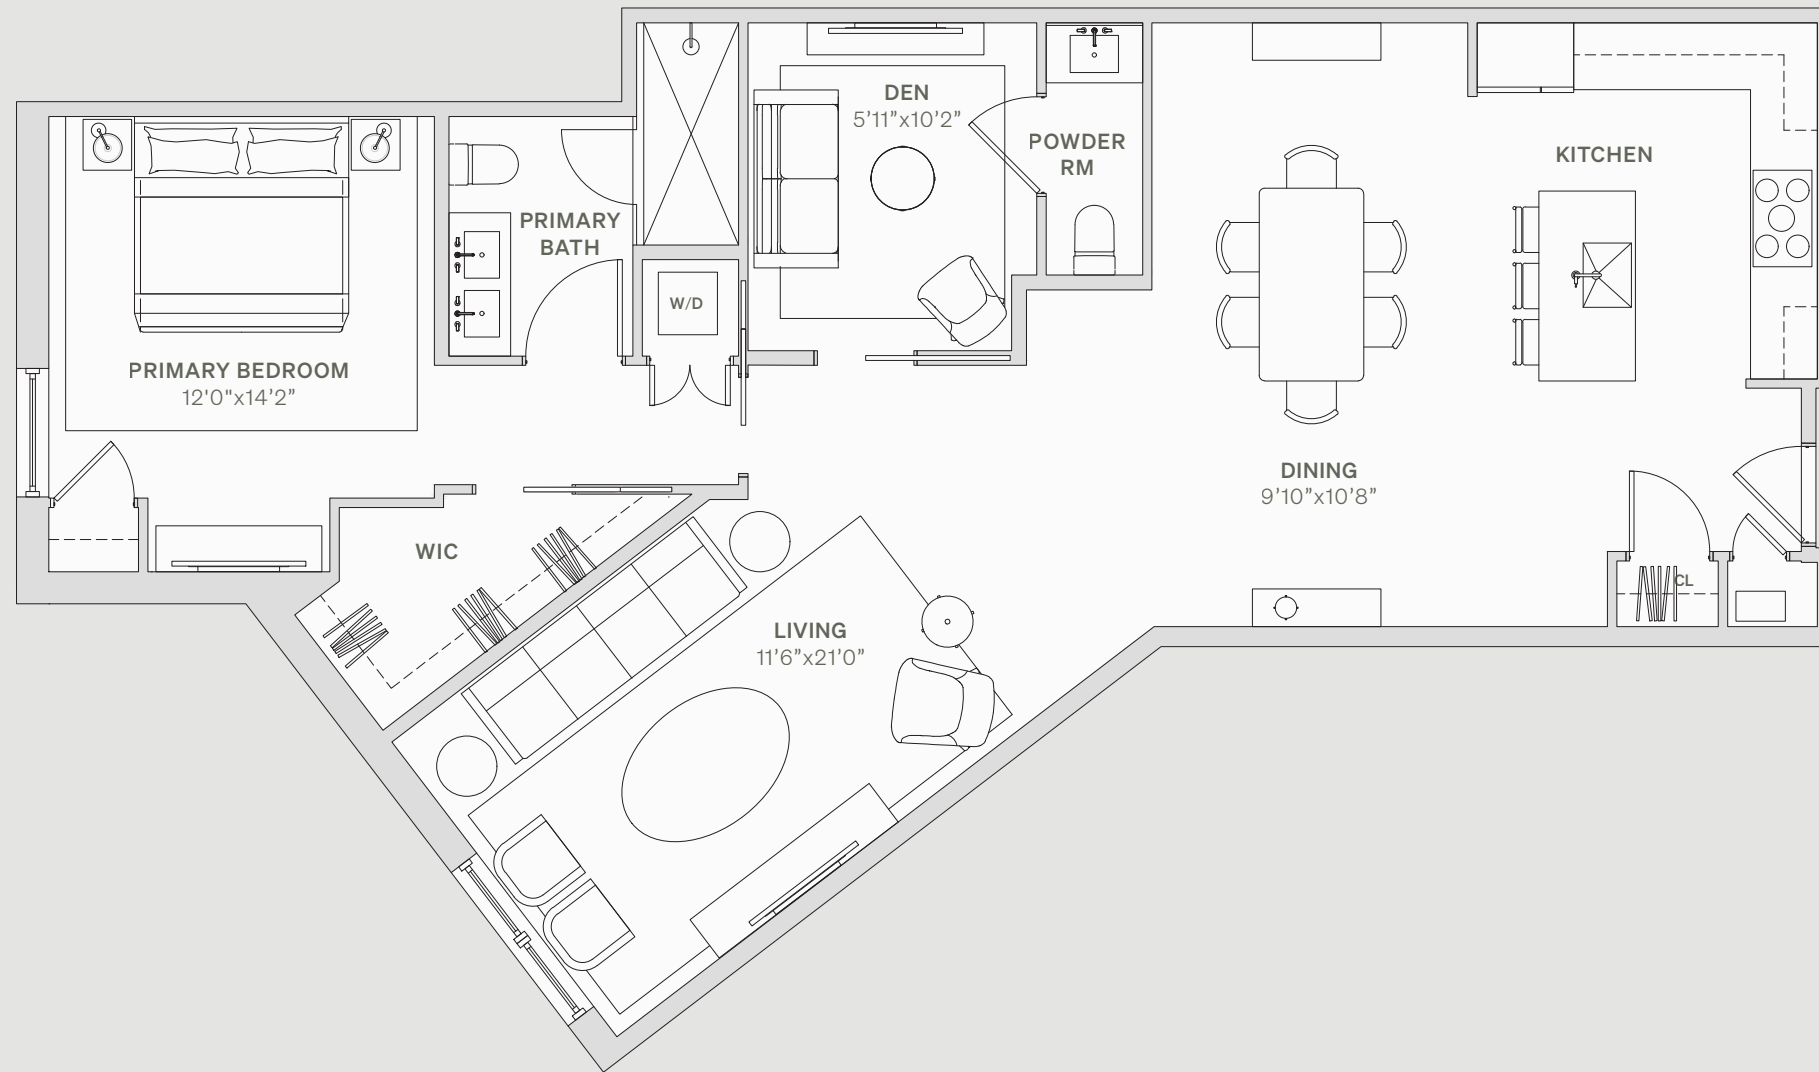 DEN
5’11”x10’2”
POWDER
RM
KITCHEN
PRIMARY
BATH
W/D
PRIMARY BEDROOM
12’0"x14’2”
DINING
9’10”x10’8”
WIC
CL
LIVING
11’6”x21’0”